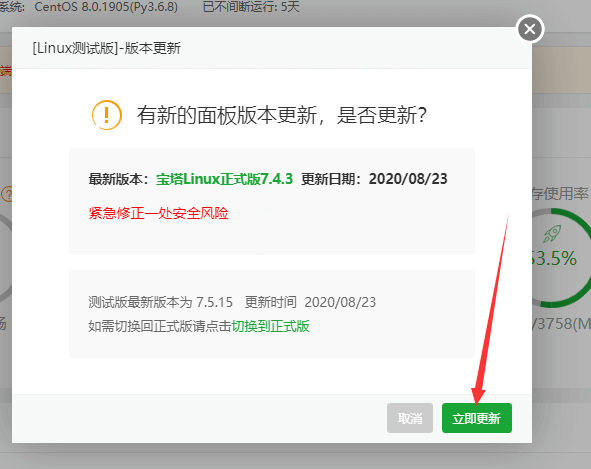 系统: CentOS 8.0.1905(Py3.6.8) 已不间断运行: 5天
[Linux测试版]-版本更新
端
有新的面板版本更新，是否更新？
最新版本：宝塔Linux正式版7.4.3 更新日期：2020/08/23
存使用率
紧急修正一处安全风险
53.5%
测试版最新版本为 7.5.15 更新时间 2020/08/23
如需切换回正式版请点击切换到正式版
/3758(M
取消 立即更新